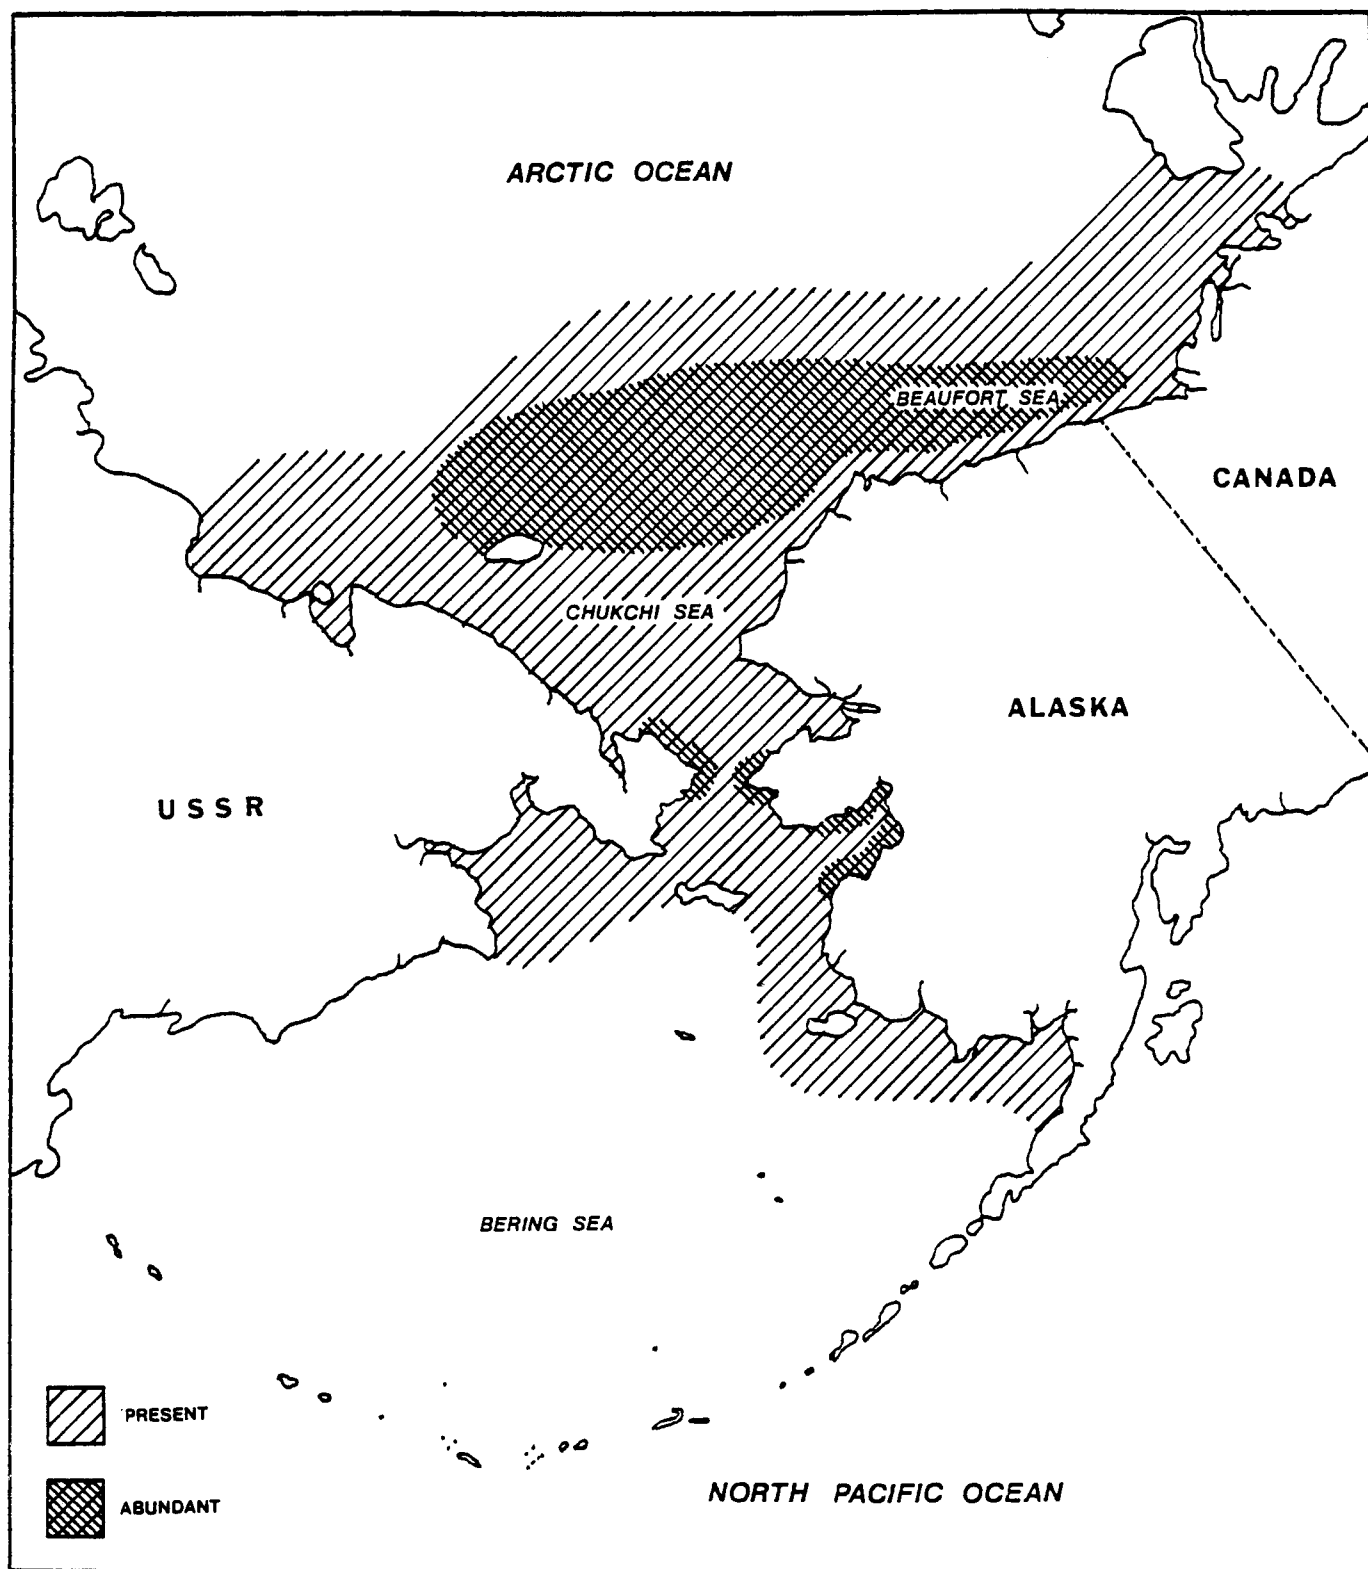 ARCTIC OCEAN
BEAUFORT SEA
CANADA
CHUKCHI SEA
ALASKA
USSR
BERING SEA
PRESENT
NORTH PACIFIC OCEAN
ABUNDANT